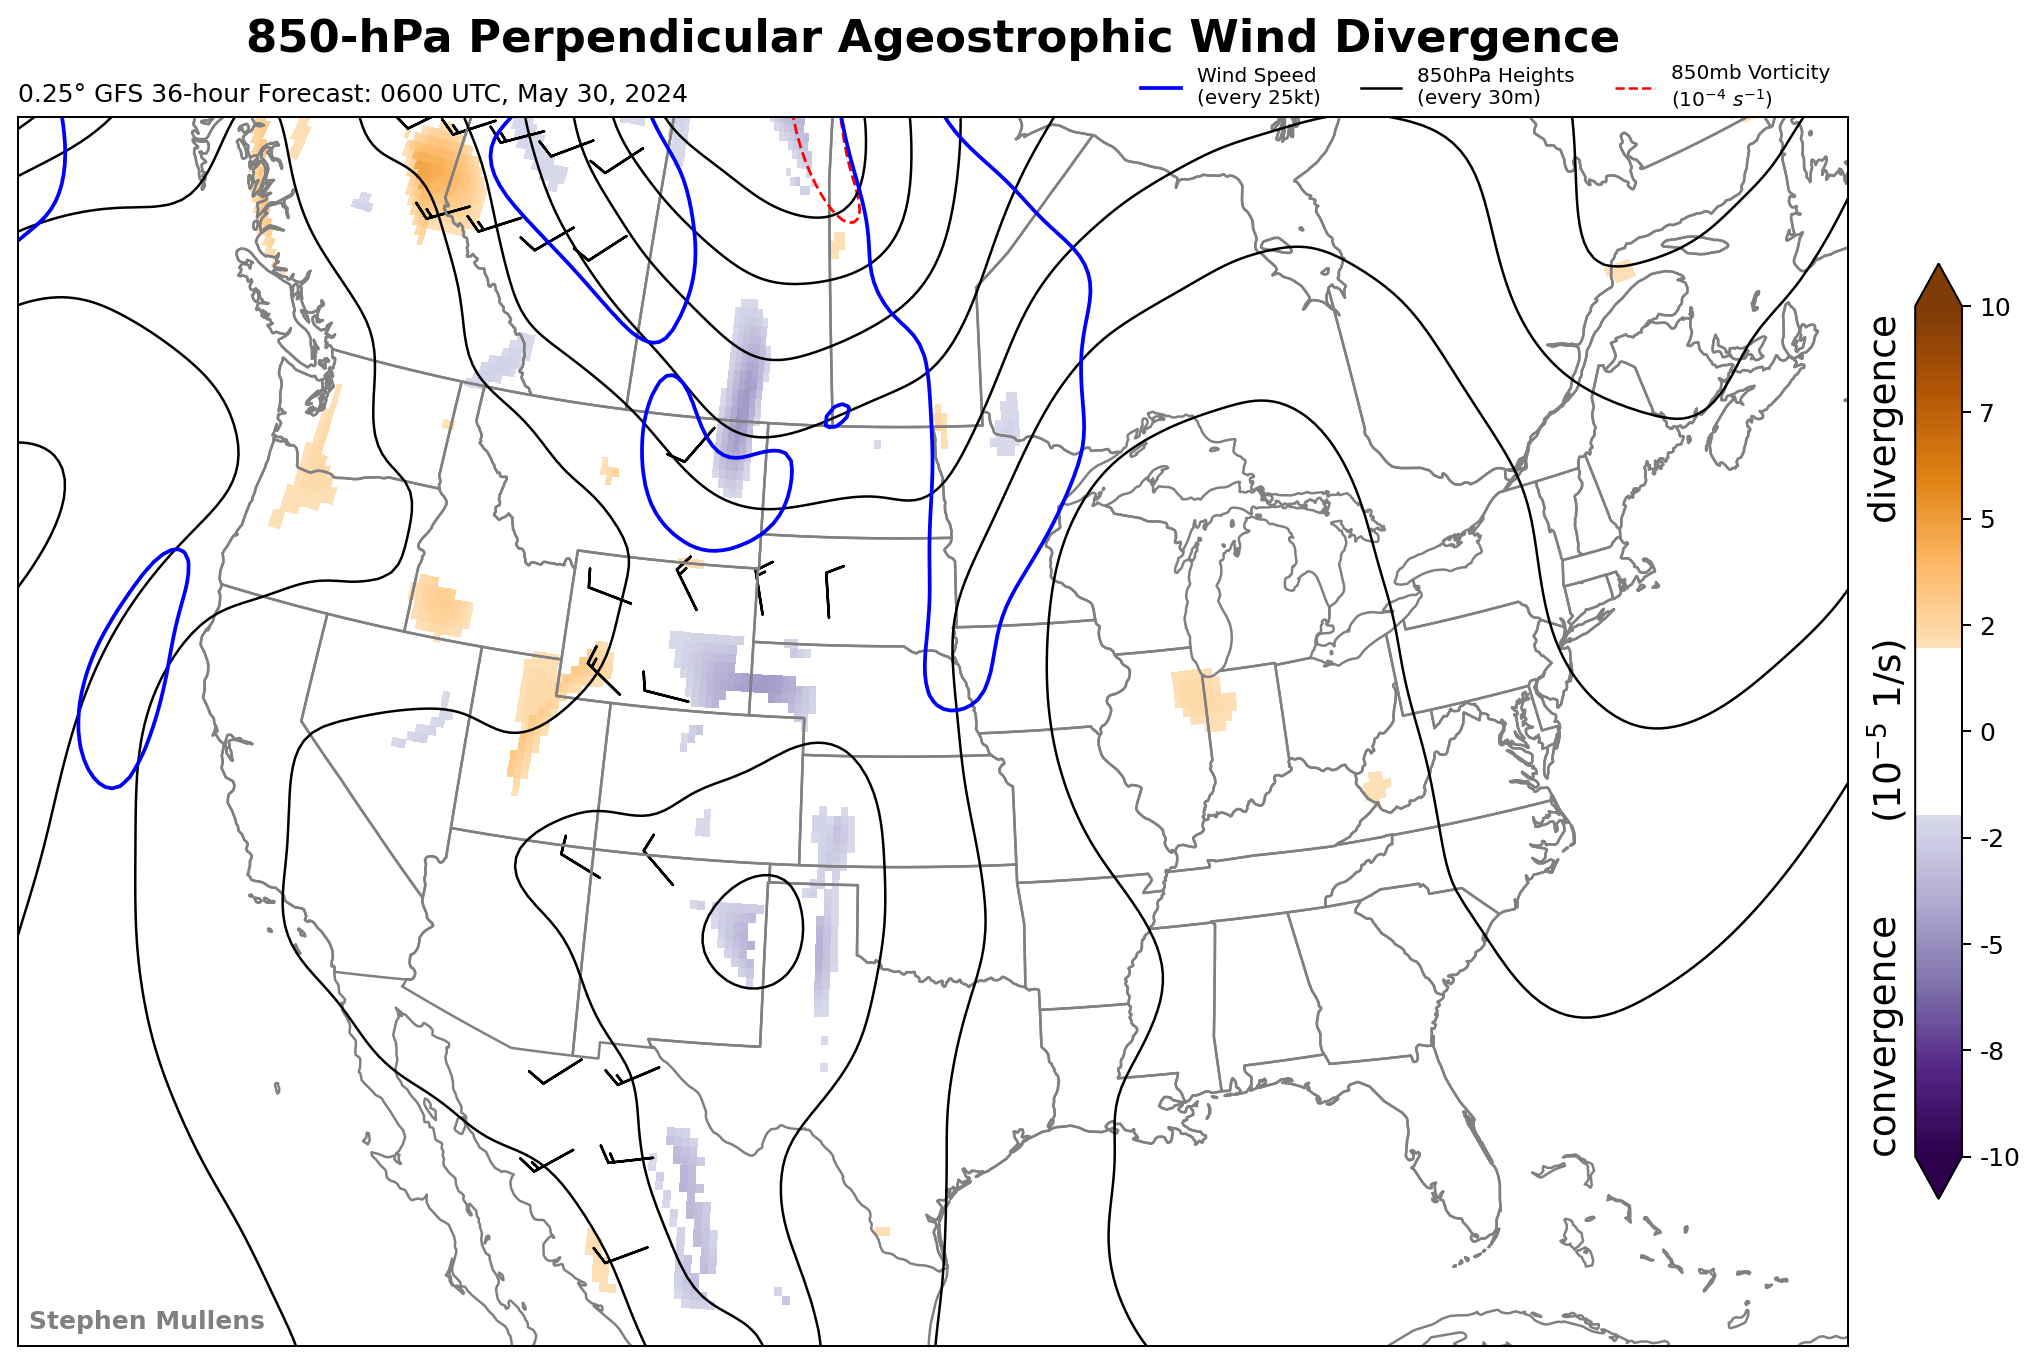 850-hPa Perpendicular Ageostrophic Wind Divergence
0.25° GFS 36-hour Forecast: 0600 UTC, May 30, 2024
Wind Speed
(every 25kt)
850hPa Heights
(every 30m)
850mb Vorticity
(10⁻⁴ s⁻¹)
10
7
5
2
0
-2
-5
-8
-10
divergence
(10⁻⁵ 1/s)
convergence
Stephen Mullens